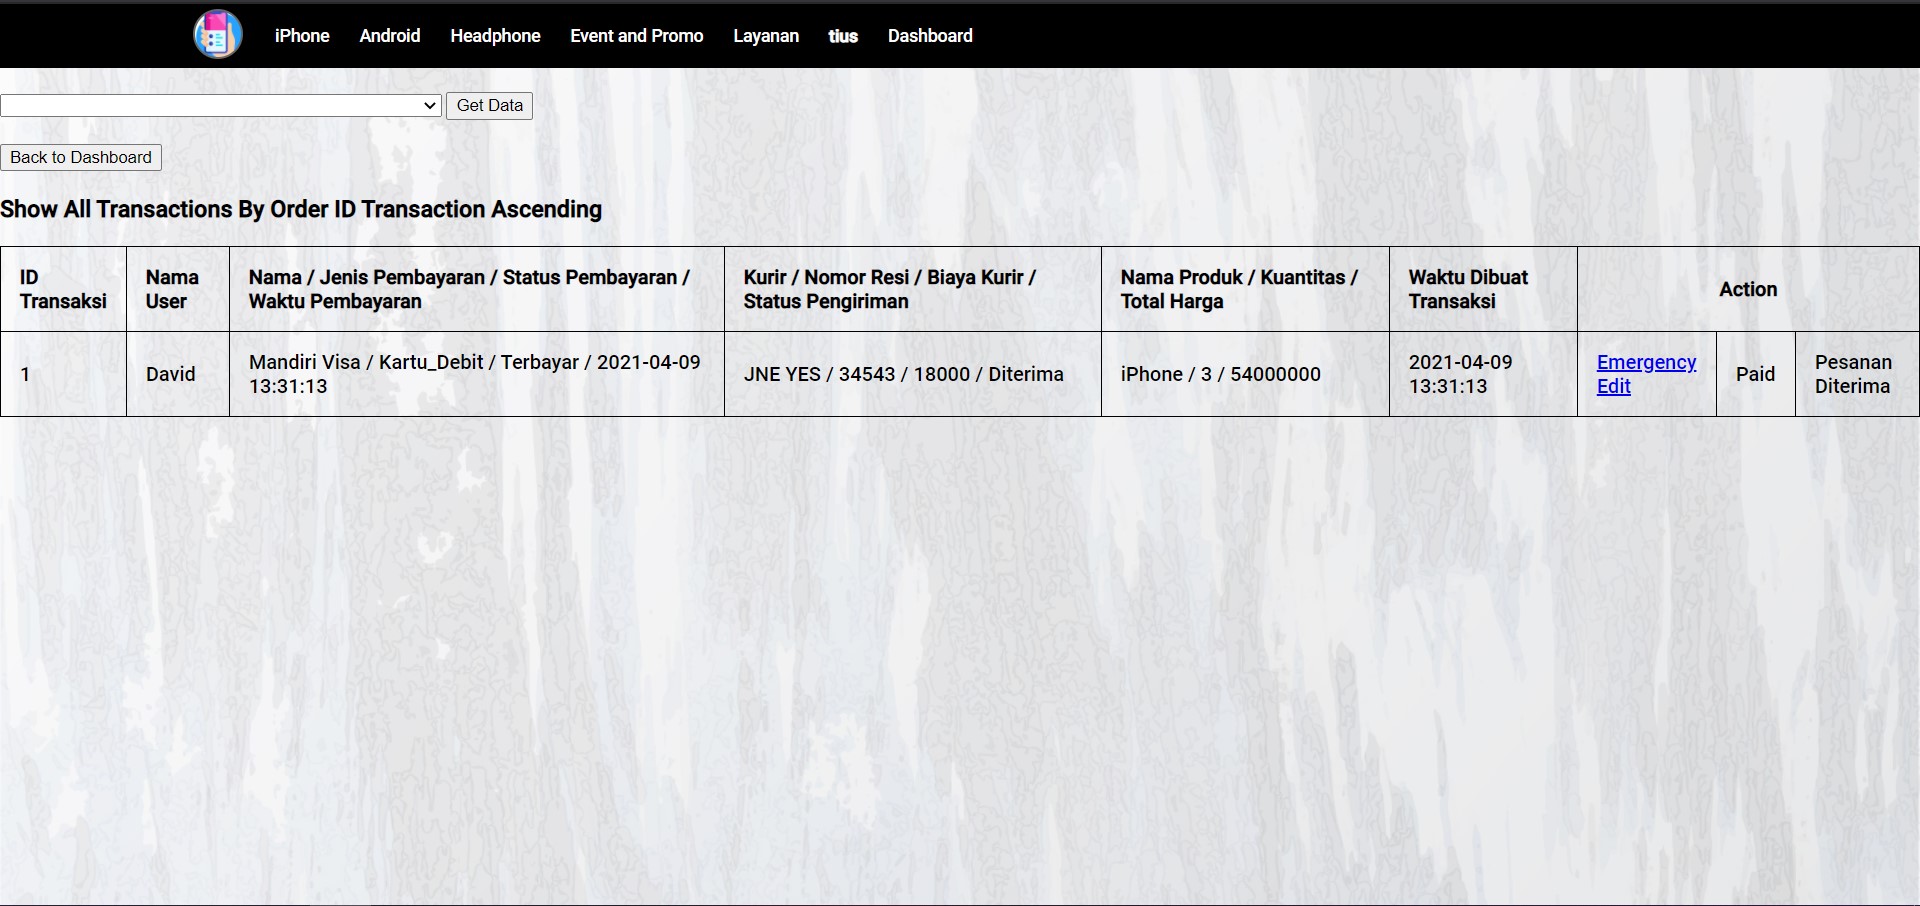 iPhone Android Headphone Event and Promo Layanan tius Dashboard
Get Data
Back to Dashboard
Show All Transactions By Order ID Transaction Ascending
ID Transaksi
Nama User
Nama / Jenis Pembayaran / Status Pembayaran /
Waktu Pembayaran
Kurir / Nomor Resi / Biaya Kurir /
Status Pengiriman
Nama Produk / Kuantitas /
Total Harga
Waktu Dibuat
Transaksi
Action
1
David
Mandiri Visa / Kartu_Debit / Terbayar / 2021-04-09
13:31:13
JNE YES / 34543 / 18000 / Diterima
iPhone / 3 / 54000000
2021-04-09
13:31:13
Emergency
Edit
Paid
Pesanan
Diterima